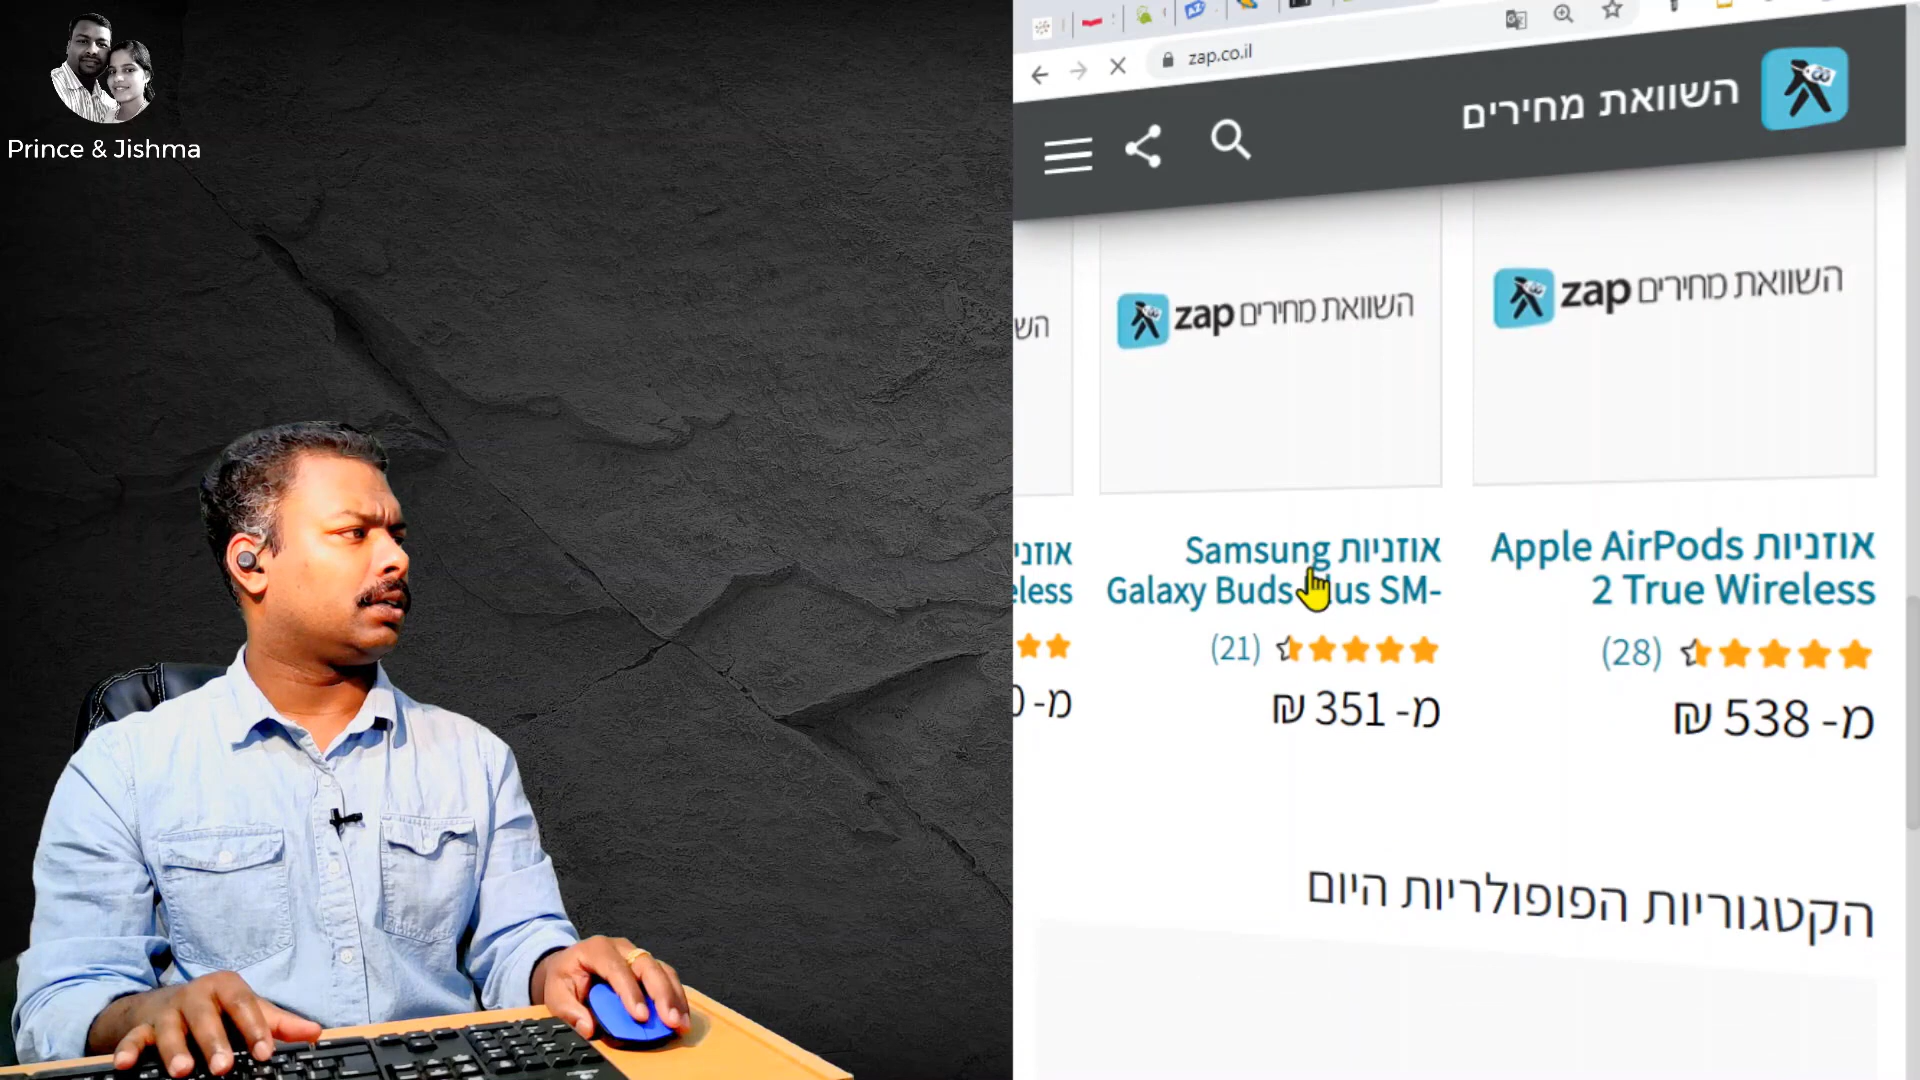 Prince & Jishma
zap.co.il
השוואת מחירים
zap השוואת מחירים
zap השוואת מחירים
אוזניות Apple AirPods
2 True Wireless
(28)
מ- 538 ₪
אוזניות Samsung
Galaxy Buds Plus SM-
(21)
מ- 351 ₪
הקטגוריות הפופולריות היום